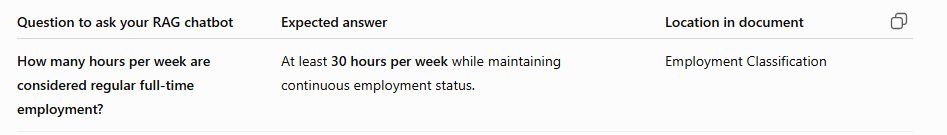 Question to ask your RAG chatbot
Expected answer
Location in document
How many hours per week are
considered regular full-time
employment?
At least 30 hours per week while maintaining
continuous employment status.
Employment Classification